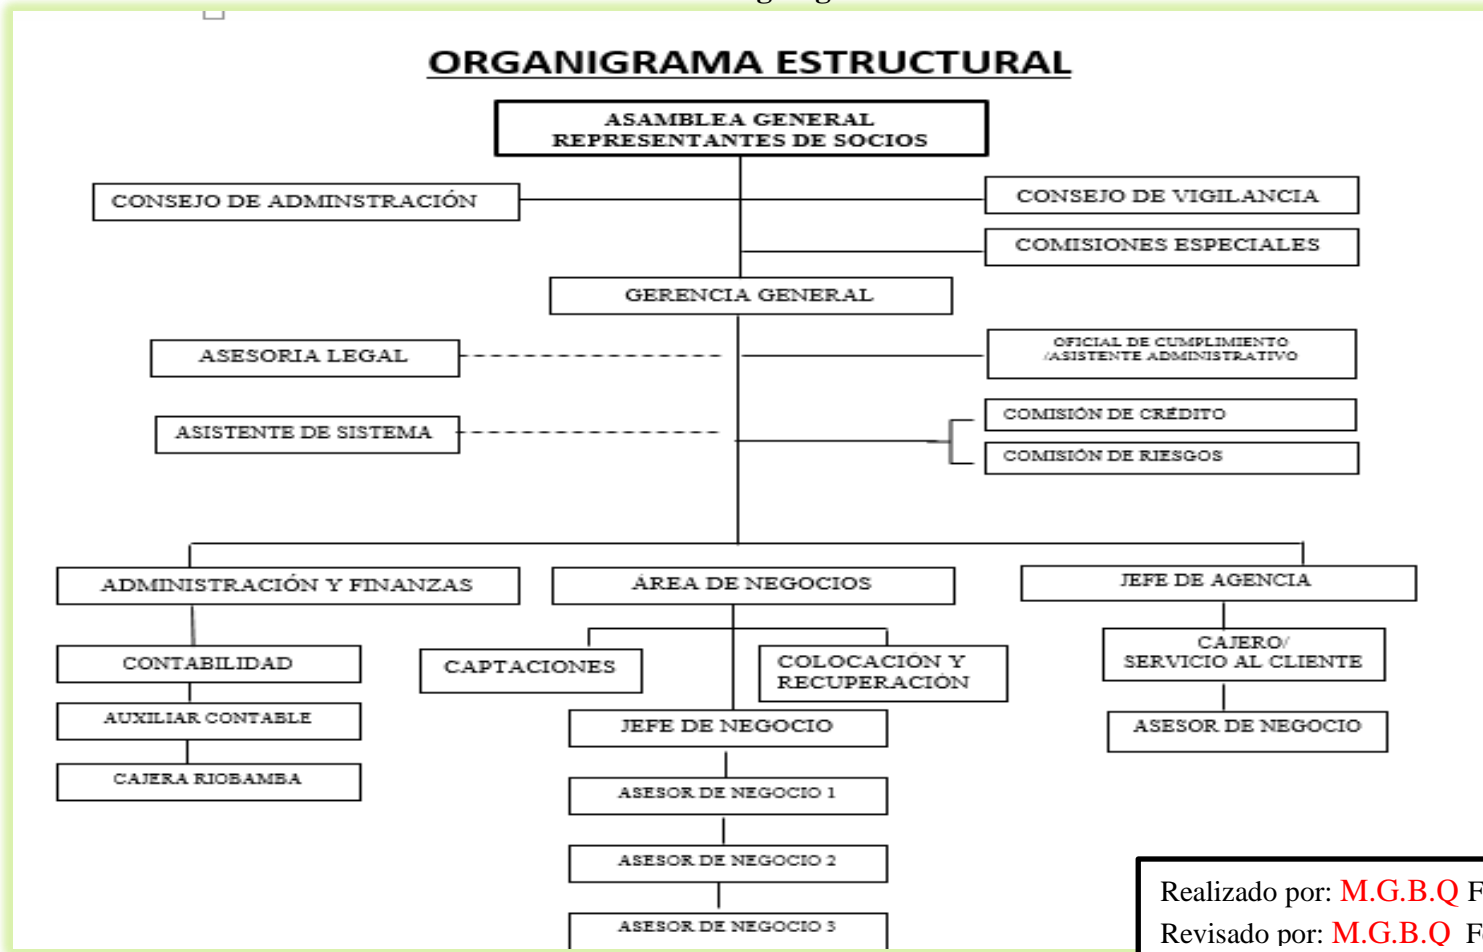 ORGANIGRAMA ESTRUCTURAL
ASAMBLEA GENERAL
REPRESENTANTES DE SOCIOS
CONSEJO DE ADMINSTRACIÓN
CONSEJO DE VIGILANCIA
COMISIONES ESPECIALES
GERENCIA GENERAL
ASESORIA LEGAL
OFICIAL DE CUMPLIMIENTO
/ASISTENTE ADMINISTRATIVO
ASISTENTE DE SISTEMA
COMISIÓN DE CRÉDITO
COMISIÓN DE RIESGOS
ADMINISTRACIÓN Y FINANZAS
ÁREA DE NEGOCIOS
JEFE DE AGENCIA
CONTABILIDAD
CAPTACIONES
COLOCACIÓN Y
RECUPERACIÓN
CAJERO/
SERVICIO AL CLIENTE
AUXILIAR CONTABLE
JEFE DE NEGOCIO
ASESOR DE NEGOCIO
CAJERA RIOBAMBA
ASESOR DE NEGOCIO 1
ASESOR DE NEGOCIO 2
ASESOR DE NEGOCIO 3
Realizado por: M.G.B.Q F
Revisado por: M.G.B.Q F